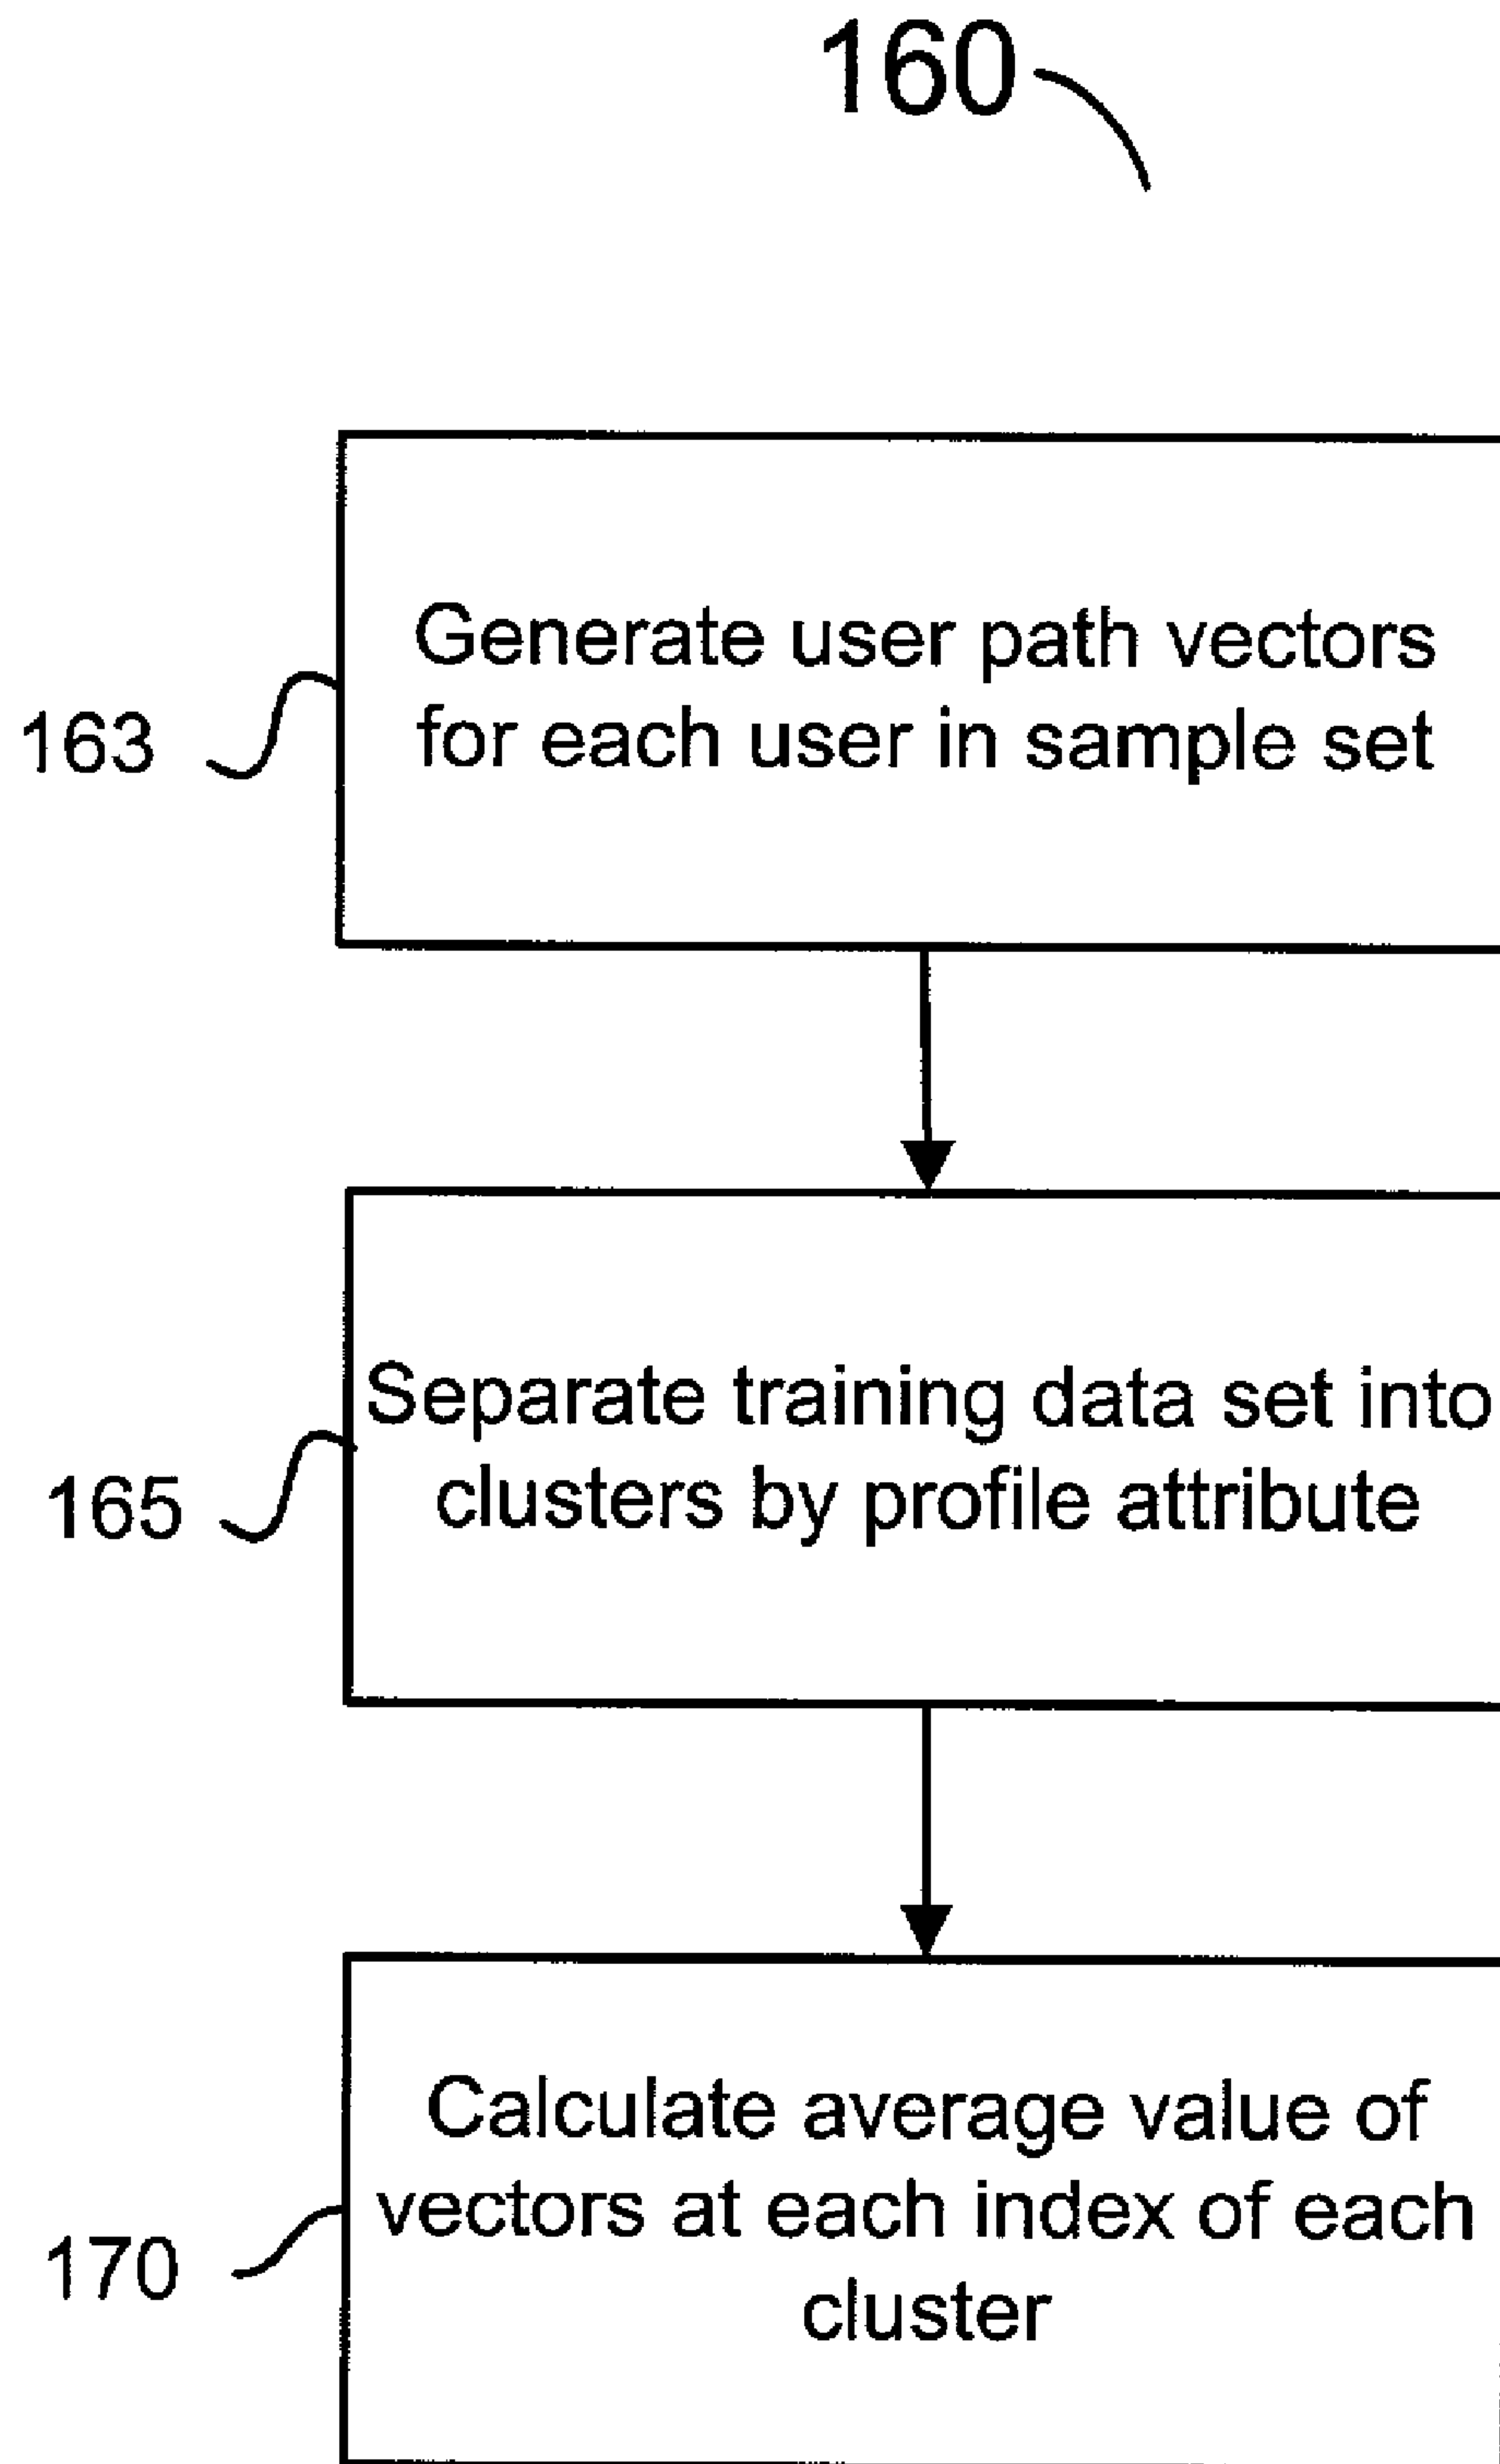 160
Generate user path vectors
for each user in sample set
163
Separate training data set into
clusters by profile attribute
165
Calculate average value of
vectors at each index of each
cluster
170